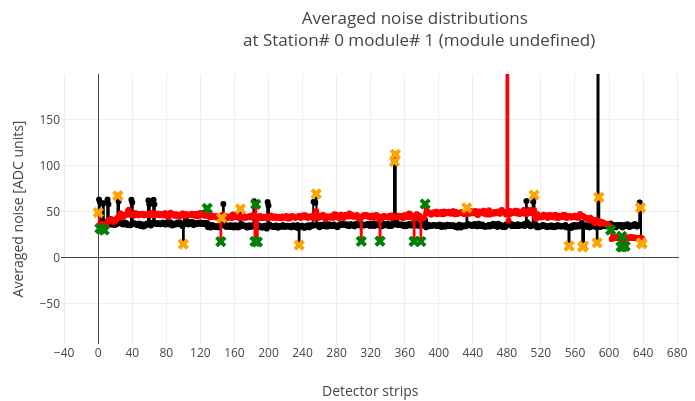 Averaged noise distributions
at Station# 0 module# 1 (module undefined)
Averaged noise [ADC units]
150
100
50
0
−50
−40 0 40 80 120 160 200 240 280 320 360 400 440 480 520 560 600 640 680
Detector strips